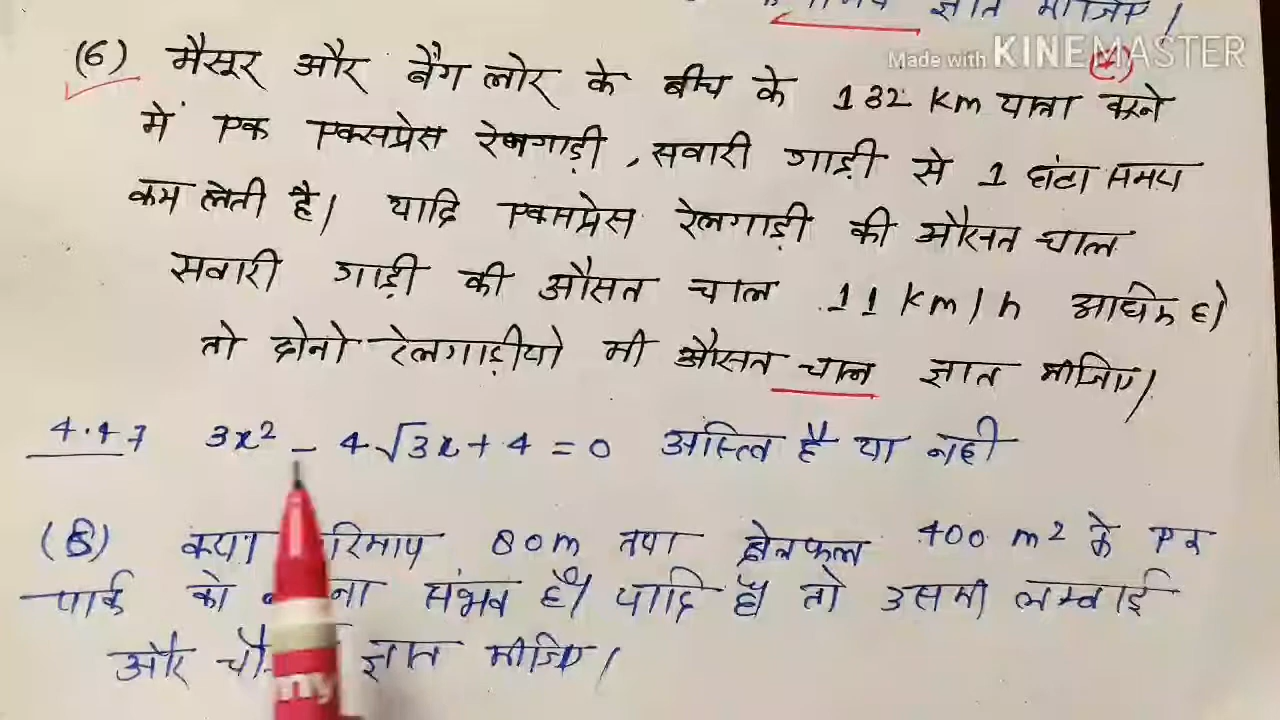 ज्ञात कीजिए।
Made with KINEMASTER
(6) मैसूर और बैंगलोर के बीच के 132 km यात्रा करने
में एक एक्सप्रेस रेलगाड़ी, सवारी गाड़ी से 1 घंटा समय
कम लेती है। यदि एक्सप्रेस रेलगाड़ी की औसत चाल
सवारी गाड़ी की औसत चाल 11 km/h अधिक हो
तो दोनो रेलगाड़ीयो की औसत चाल ज्ञात कीजिए।
4.4 7 3x² - 4√3x + 4 = 0 अस्तित्व है या नही
(8) क्या परिमाप 80m तथा क्षेत्रफल 400 m² के एक
पार्क को संभव है। यदि है तो उसकी लम्बाई
और ज्ञात कीजिए।